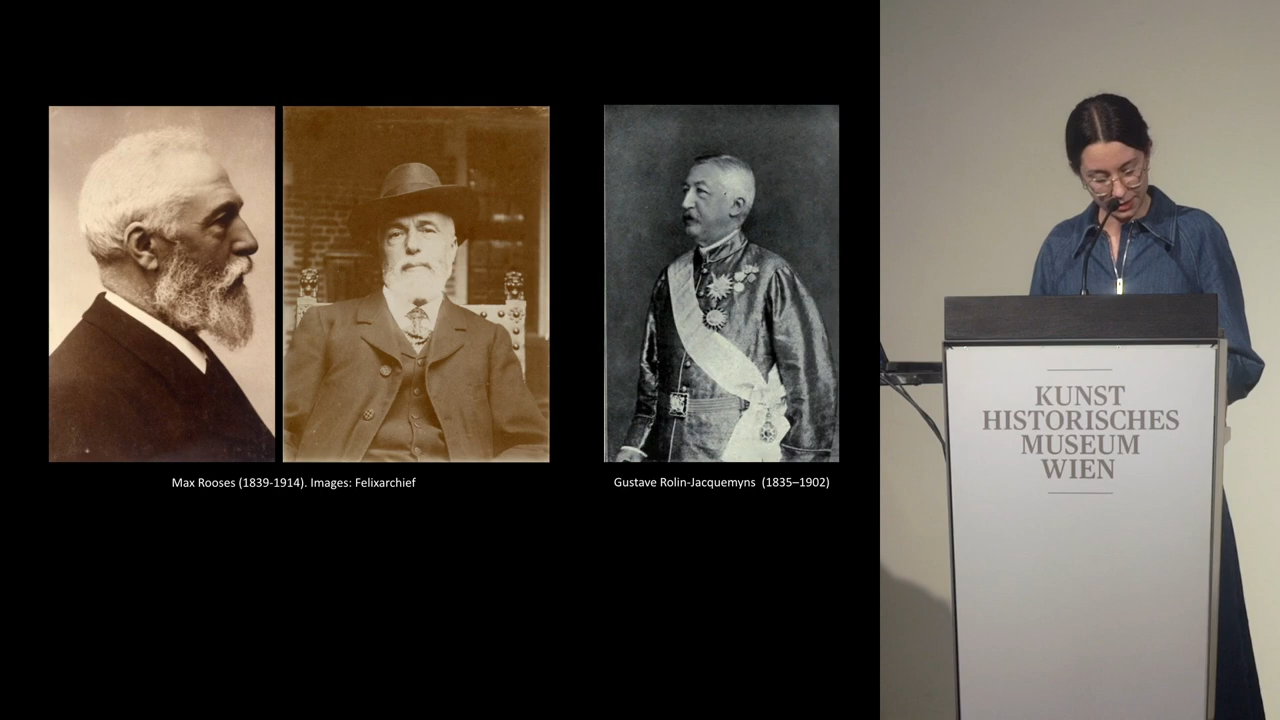 Max Rooses (1839-1914). Images: Felixarchief
Gustave Rolin-Jacquemyns  (1835–1902)
KUNST
HISTORISCHES
MUSEUM
WIEN